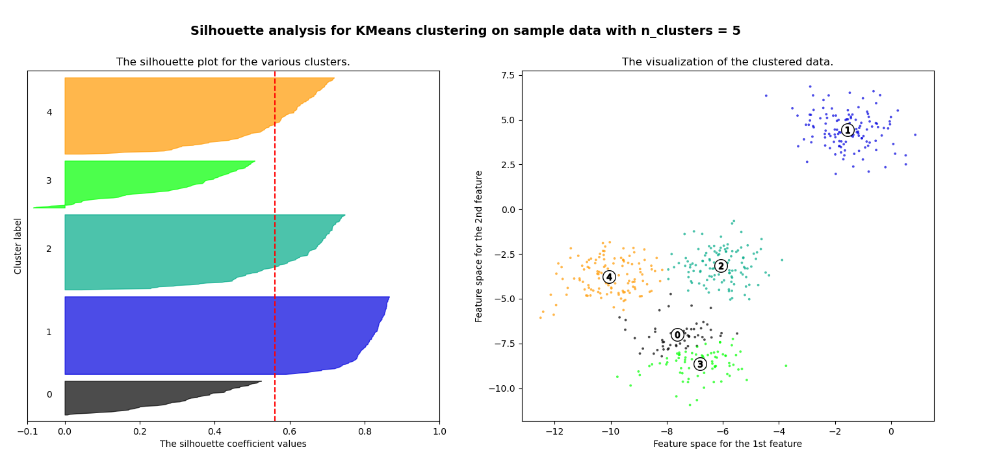 Silhouette analysis for KMeans clustering on sample data with n_clusters = 5
The silhouette plot for the various clusters.
4
3
2
1
0
Cluster label
−0.1 0.0 0.2 0.4 0.6 0.8 1.0
The silhouette coefficient values
The visualization of the clustered data.
7.5
5.0
2.5
0.0
−2.5
−5.0
−7.5
−10.0
Feature space for the 2nd feature
1
2
4
0
3
−12 −10 −8 −6 −4 −2 0
Feature space for the 1st feature